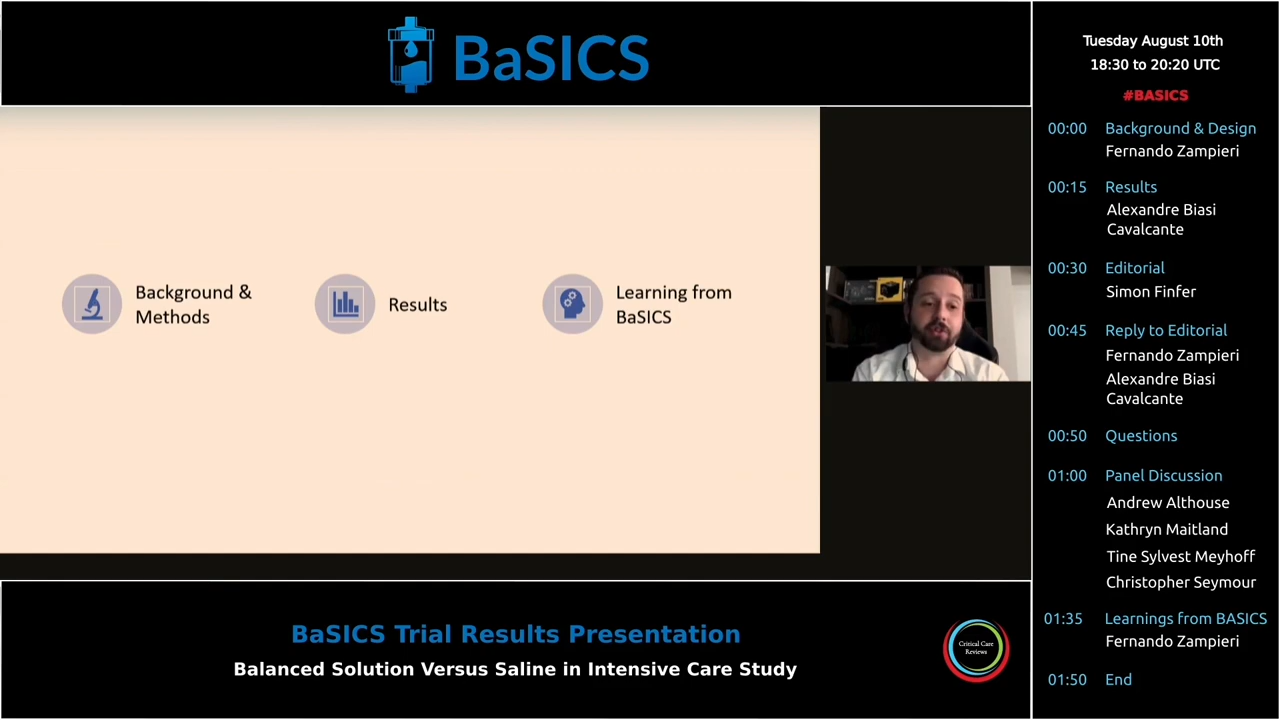 BaSICS
Background &
Methods
Results
Learning from
BaSICS
BaSICS Trial Results Presentation
Balanced Solution Versus Saline in Intensive Care Study
Critical Care
Reviews
Tuesday August 10th
18:30 to 20:20 UTC
#BASICS
00:00 Background & Design
Fernando Zampieri
00:15 Results
Alexandre Biasi
Cavalcante
00:30 Editorial
Simon Finfer
00:45 Reply to Editorial
Fernando Zampieri
Alexandre Biasi
Cavalcante
00:50 Questions
01:00 Panel Discussion
Andrew Althouse
Kathryn Maitland
Tine Sylvest Meyhoff
Christopher Seymour
01:35 Learnings from BASICS
Fernando Zampieri
01:50 End